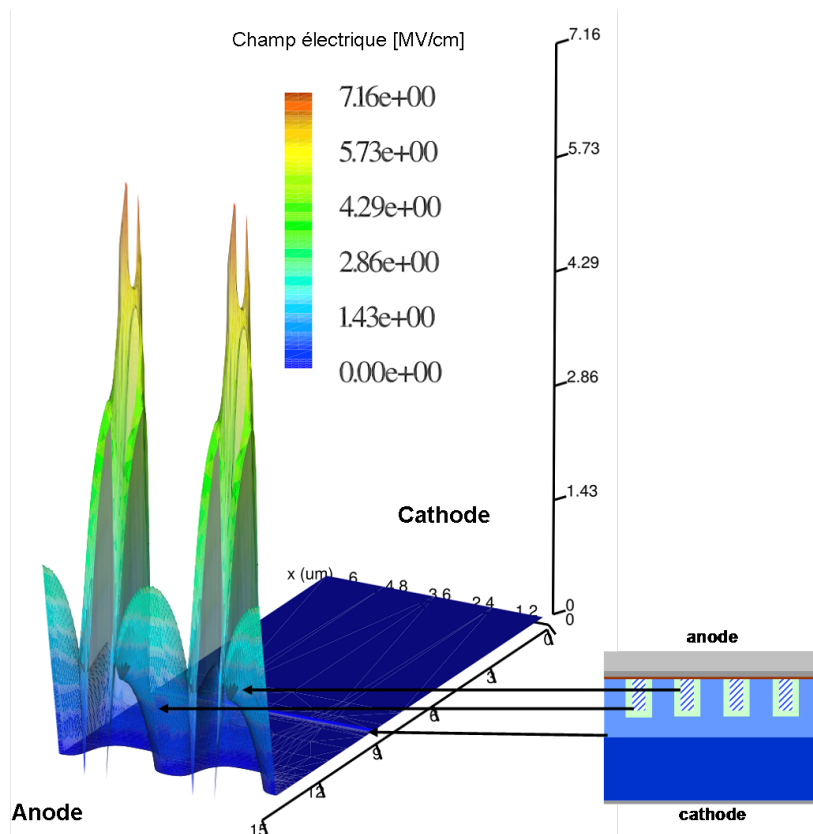 Champ électrique [MV/cm]
7.16e+00
5.73e+00
4.29e+00
2.86e+00
1.43e+00
0.00e+00
7.16
5.73
4.29
2.86
1.43
0
0
Cathode
x (um)
6
4.8
3.6
2.4
1.2
0
3
6
9
12
15
Anode
anode
cathode